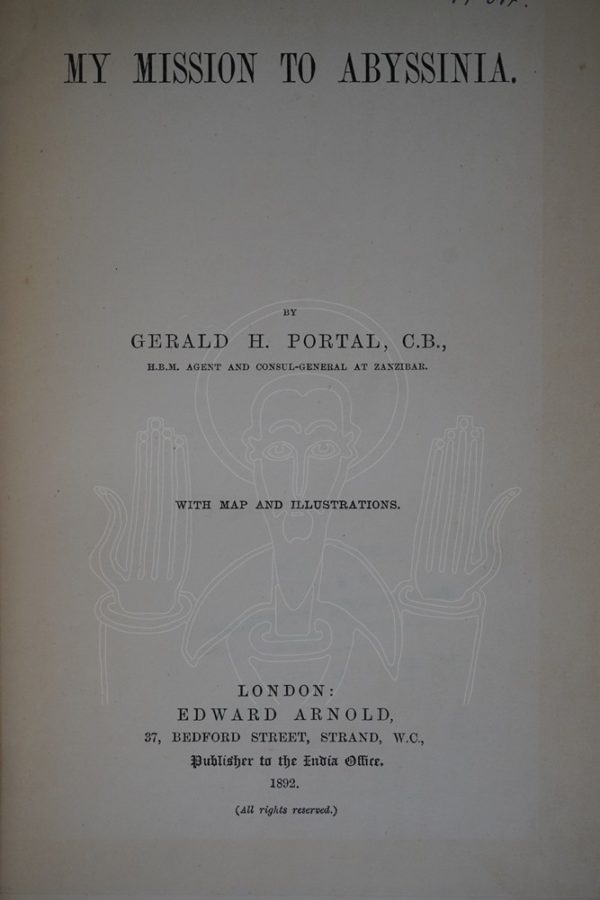 MY MISSION TO ABYSSINIA.
BY
GERALD H. PORTAL, C.B.,
H.B.M. AGENT AND CONSUL-GENERAL AT ZANZIBAR.
WITH MAP AND ILLUSTRATIONS.
LONDON:
EDWARD ARNOLD,
37, BEDFORD STREET, STRAND, W.C.,
Publisher to the India Office.
1892.
(All rights reserved.)